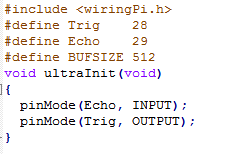 #include <wiringPi.h>
#define Trig    28
#define Echo    29
#define BUFSIZE 512
void ultraInit(void)
{
  pinMode(Echo, INPUT);
  pinMode(Trig, OUTPUT);
}